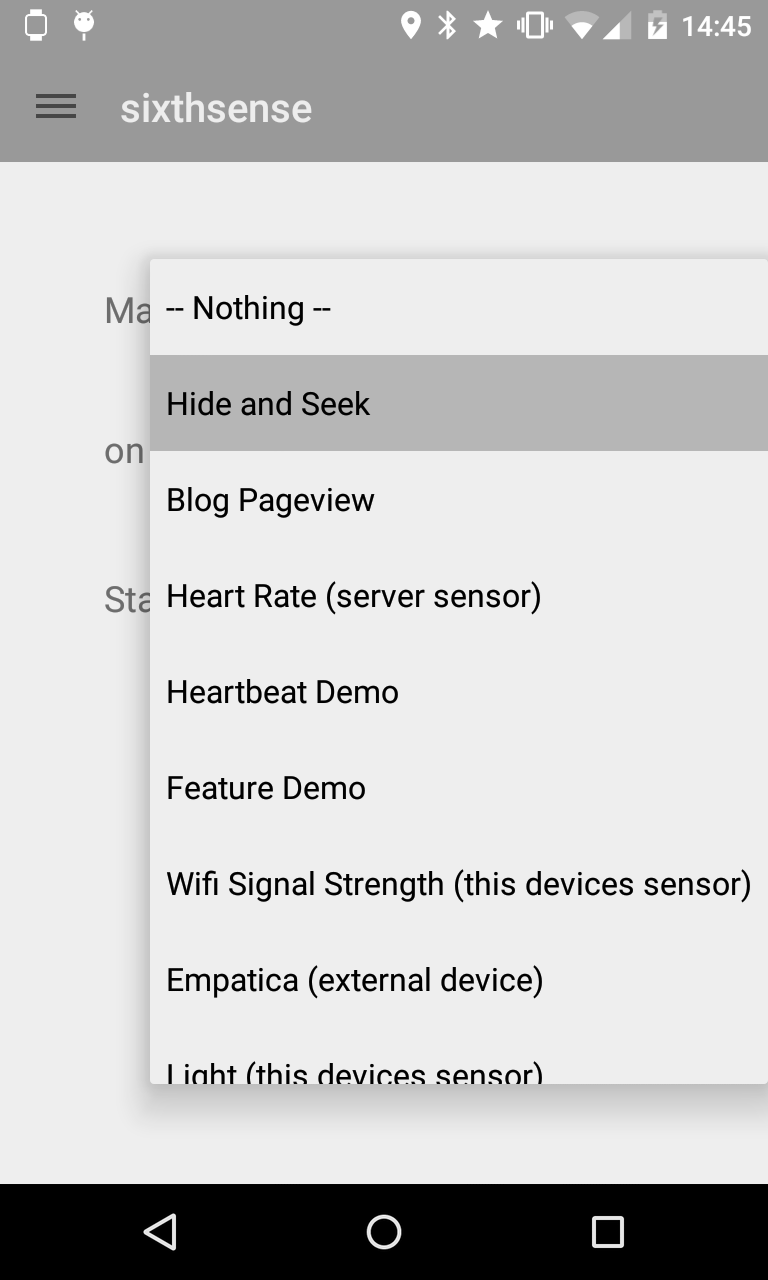 14:45
sixthsense
Ma
-- Nothing --
Hide and Seek
on
Blog Pageview
Heart Rate (server sensor)
Sta
Heartbeat Demo
Feature Demo
Wifi Signal Strength (this devices sensor)
Empatica (external device)
Light (this devices sensor)